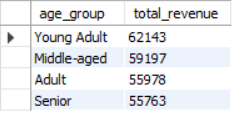 age_group total_revenue
Young Adult 62143
Middle-aged 59197
Adult 55978
Senior 55763